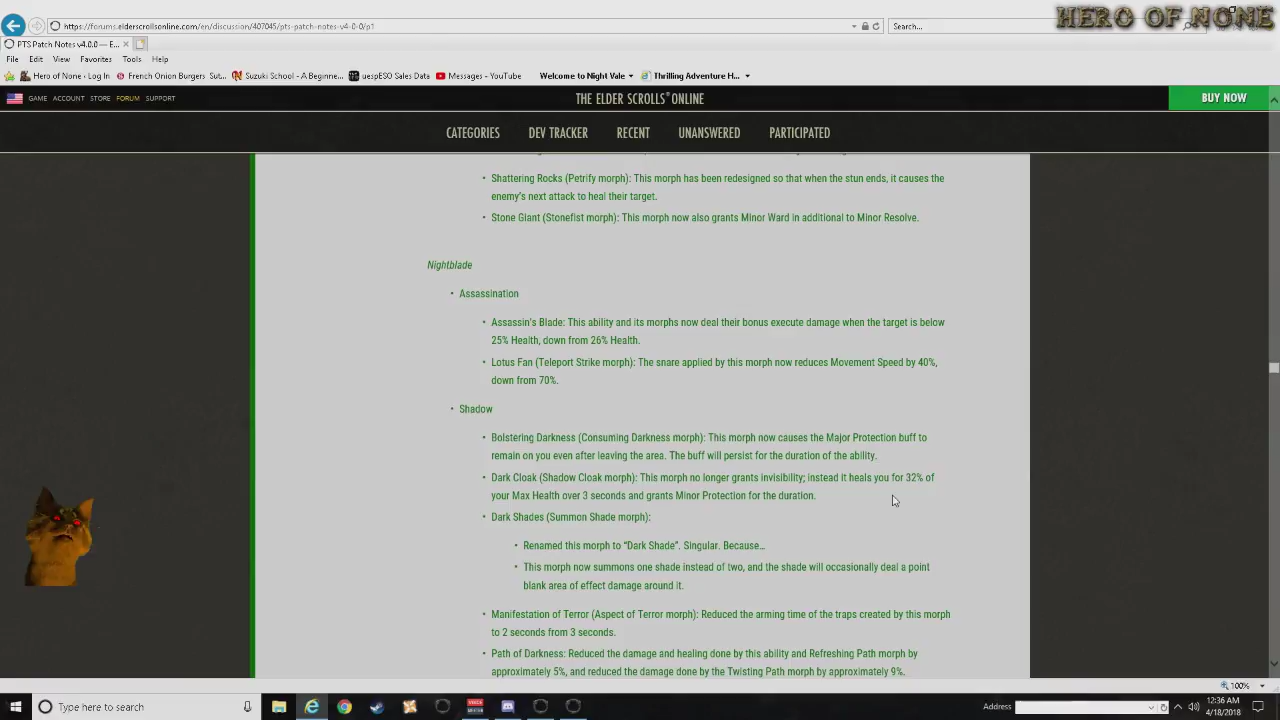 HERO OF NONE
https://forums.elderscrollsonline.com/en/discussion/407045/pts-patch-notes-v4-0-0/p1
Search...
PTS Patch Notes v4.0.0 — E...
File Edit View Favorites Tools Help
Hero of None - Log In French Onion Burgers Sut... Suzuki School - A Beginne... uespESO Sales Data Messages - YouTube Welcome to Night Vale Thrilling Adventure H...
GAME ACCOUNT STORE FORUM SUPPORT
THE ELDER SCROLLS ONLINE
BUY NOW
CATEGORIES DEV TRACKER RECENT UNANSWERED PARTICIPATED
• Shattering Rocks (Petrify morph): This morph has been redesigned so that when the stun ends, it causes the
enemy's next attack to heal their target.
• Stone Giant (Stonefist morph): This morph now also grants Minor Ward in additional to Minor Resolve.
Nightblade
• Assassination
• Assassin's Blade: This ability and its morphs now deal their bonus execute damage when the target is below
25% Health, down from 26% Health.
• Lotus Fan (Teleport Strike morph): The snare applied by this morph now reduces Movement Speed by 40%,
down from 70%.
• Shadow
• Bolstering Darkness (Consuming Darkness morph): This morph now causes the Major Protection buff to
remain on you even after leaving the area. The buff will persist for the duration of the ability.
• Dark Cloak (Shadow Cloak morph): This morph no longer grants invisibility; instead it heals you for 32% of
your Max Health over 3 seconds and grants Minor Protection for the duration.
• Dark Shades (Summon Shade morph):
• Renamed this morph to “Dark Shade”. Singular. Because...
• This morph now summons one shade instead of two, and the shade will occasionally deal a point
blank area of effect damage around it.
• Manifestation of Terror (Aspect of Terror morph): Reduced the arming time of the traps created by this morph
to 2 seconds from 3 seconds.
• Path of Darkness: Reduced the damage and healing done by this ability and Refreshing Path morph by
approximately 5%, and reduced the damage done by the Twisting Path morph by approximately 9%.
100%
Type here to search
Address
12:36 AM
4/18/2018